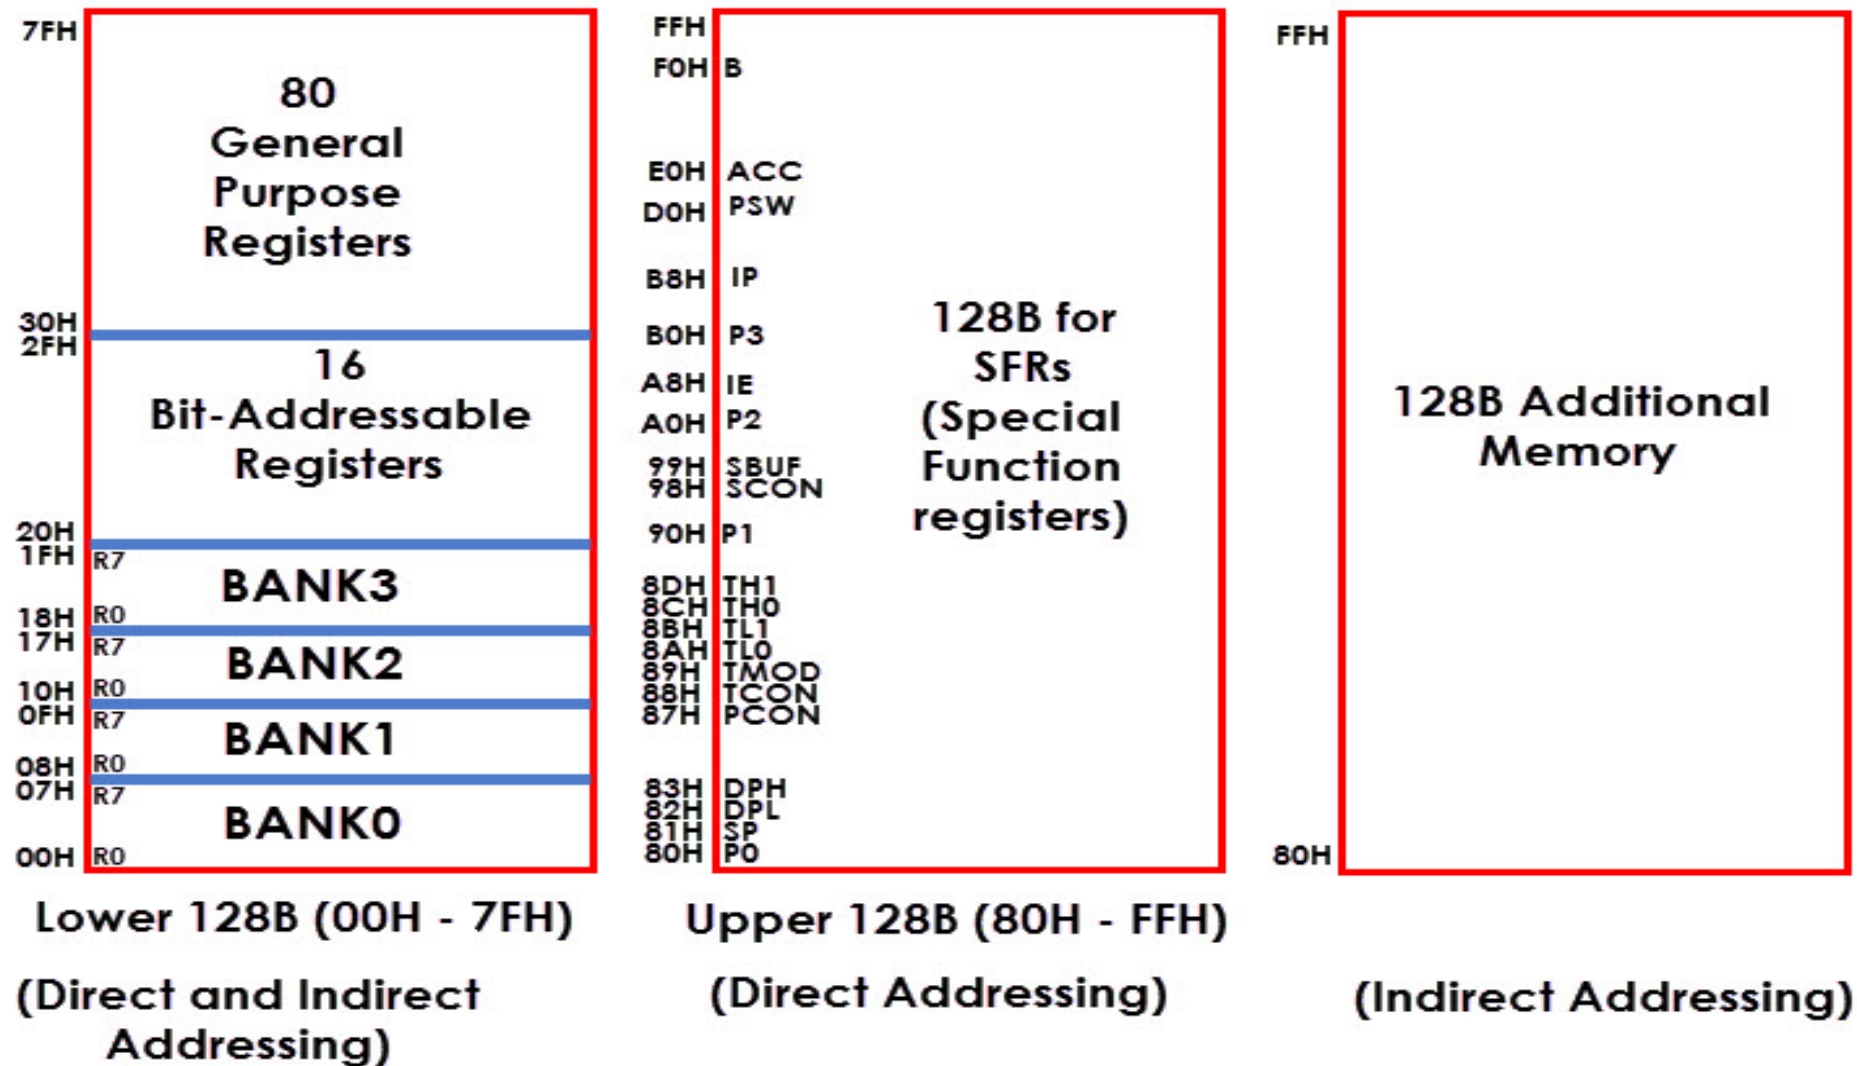 7FH
80
General
Purpose
Registers
30H
2FH
16
Bit-Addressable
Registers
20H
1FH R7
BANK3
18H R0
17H R7
BANK2
10H R0
0FH R7
BANK1
08H R0
07H R7
BANK0
00H R0
Lower 128B (00H - 7FH)
(Direct and Indirect
Addressing)
FFH
F0H B
E0H ACC
D0H PSW
B8H IP
B0H P3
A8H IE
A0H P2
99H SBUF
98H SCON
90H P1
8DH TH1
8CH TH0
8BH TL1
8AH TL0
89H TMOD
88H TCON
87H PCON
83H DPH
82H DPL
81H SP
80H P0
128B for
SFRs
(Special
Function
registers)
Upper 128B (80H - FFH)
(Direct Addressing)
FFH
128B Additional
Memory
80H
(Indirect Addressing)